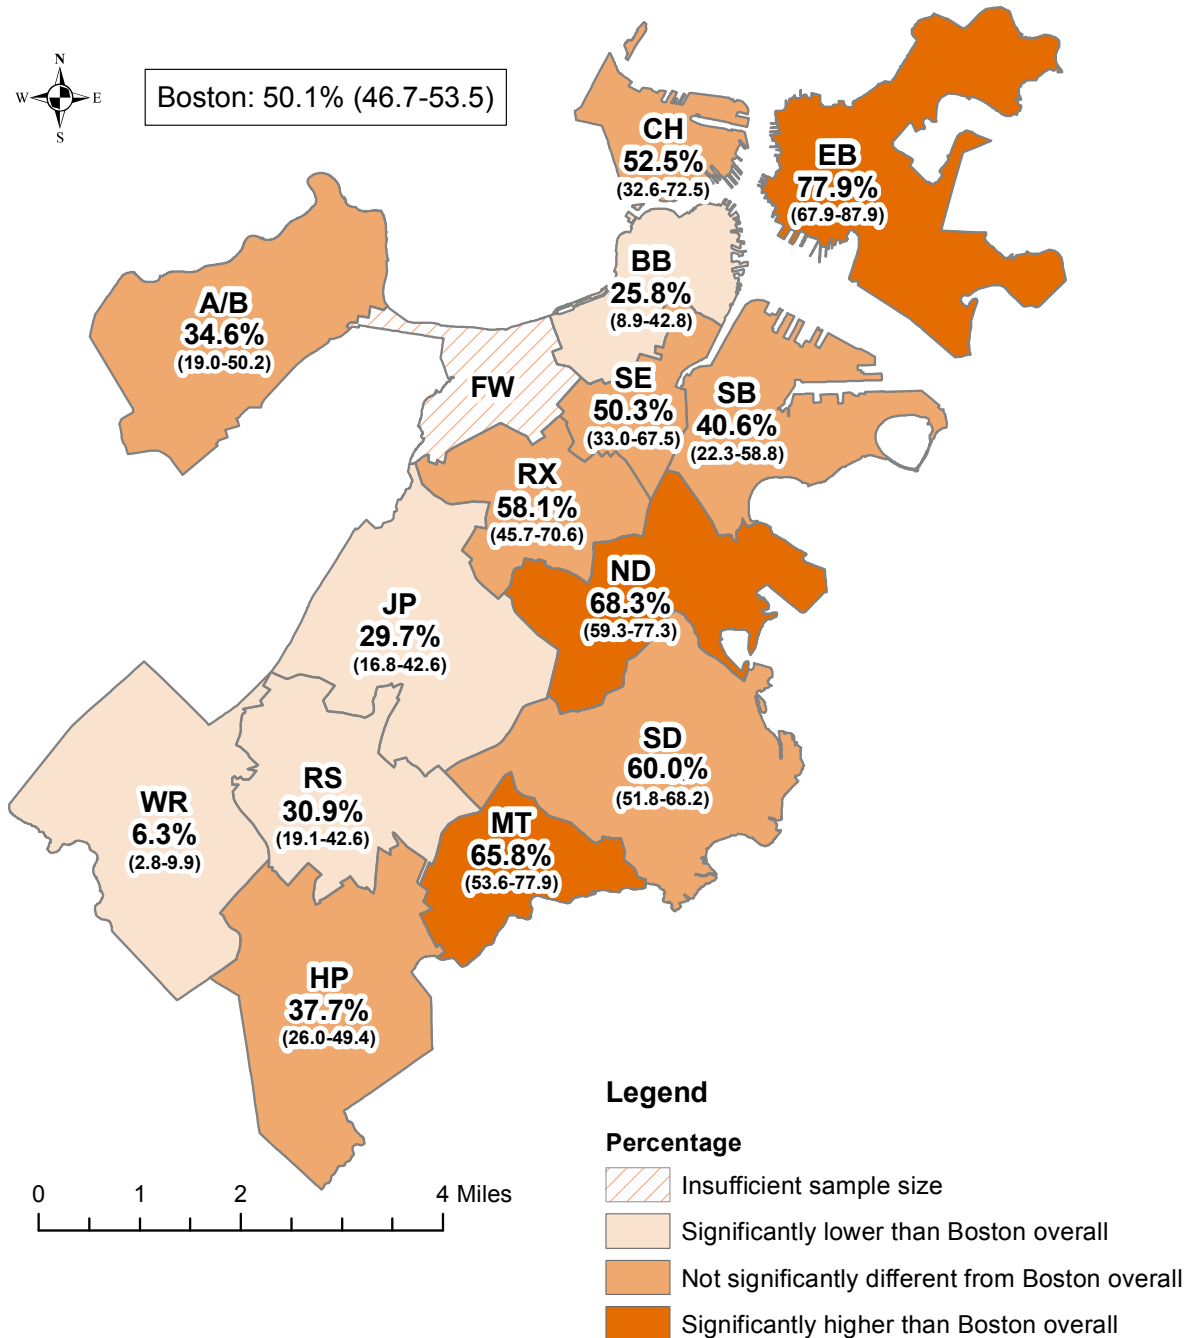 N
W E
S
Boston: 50.1% (46.7-53.5)
CH
52.5%
(32.6-72.5)
EB
77.9%
(67.9-87.9)
BB
25.8%
(8.9-42.8)
A/B
34.6%
(19.0-50.2)
FW
SE
50.3%
(33.0-67.5)
SB
40.6%
(22.3-58.8)
RX
58.1%
(45.7-70.6)
ND
68.3%
(59.3-77.3)
JP
29.7%
(16.8-42.6)
SD
60.0%
(51.8-68.2)
RS
30.9%
(19.1-42.6)
WR
6.3%
(2.8-9.9)
MT
65.8%
(53.6-77.9)
HP
37.7%
(26.0-49.4)
0 1 2 4 Miles
Legend
Percentage
Insufficient sample size
Significantly lower than Boston overall
Not significantly different from Boston overall
Significantly higher than Boston overall